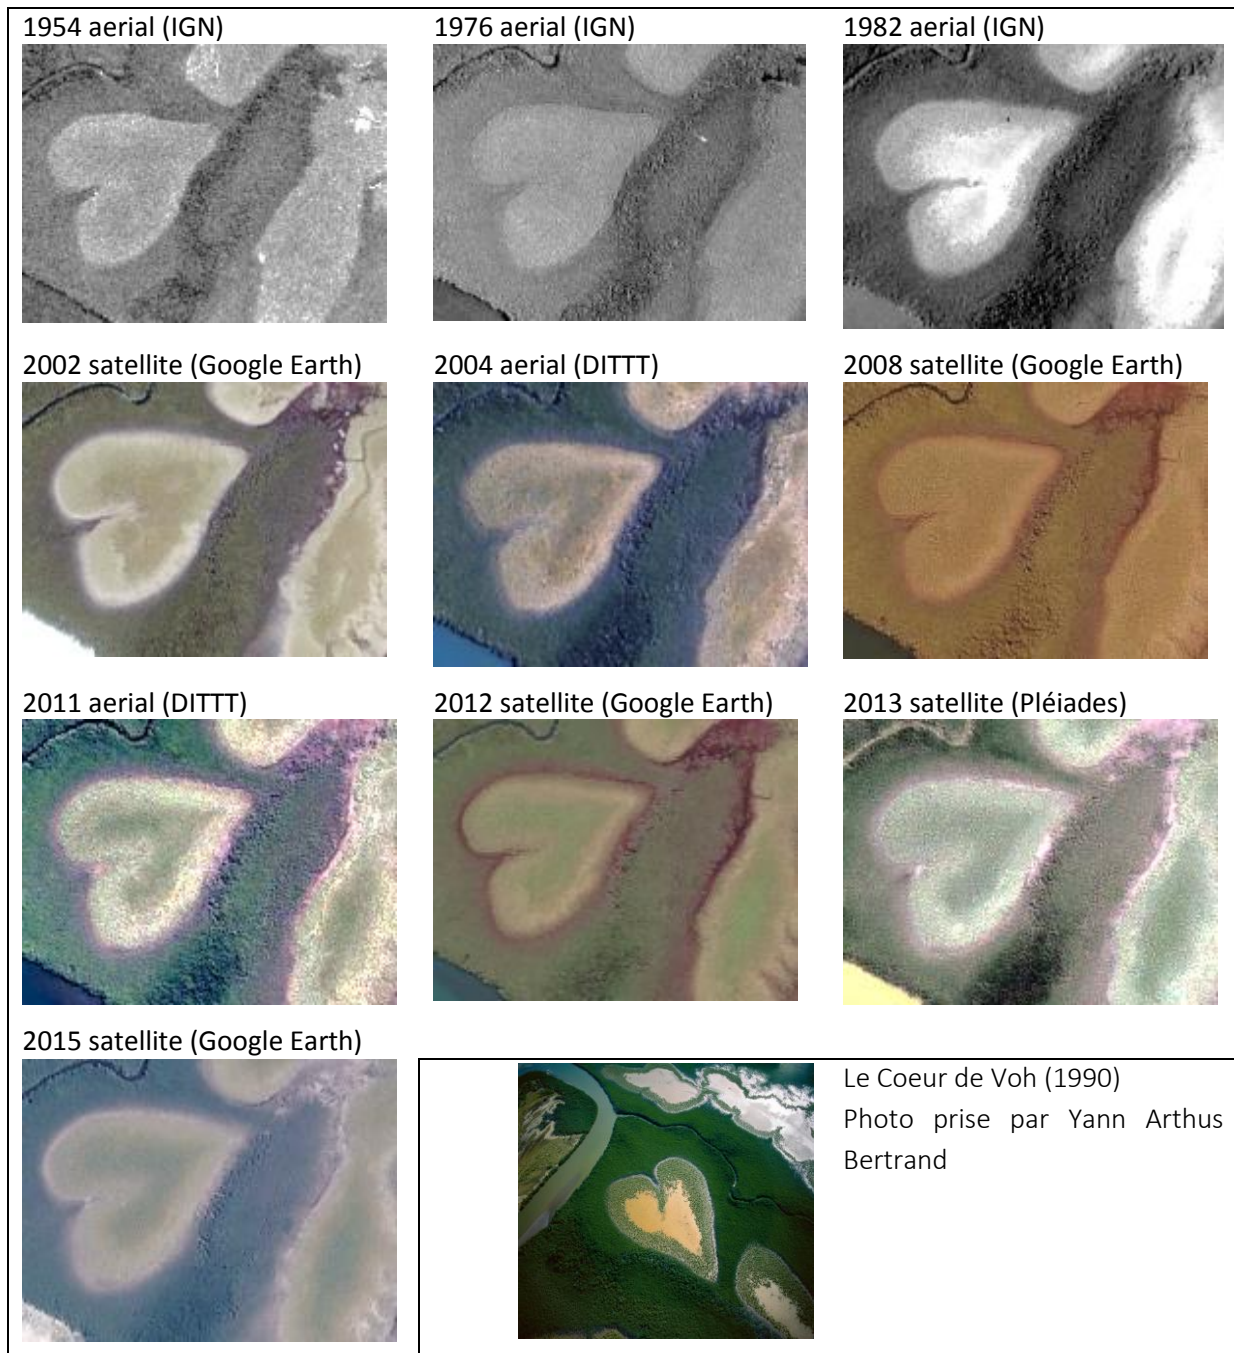 1954 aerial (IGN)
1976 aerial (IGN)
1982 aerial (IGN)
2002 satellite (Google Earth)
2004 aerial (DITTT)
2008 satellite (Google Earth)
2011 aerial (DITTT)
2012 satellite (Google Earth)
2013 satellite (Pléiades)
2015 satellite (Google Earth)
Le Coeur de Voh (1990)
Photo prise par Yann Arthus
Bertrand